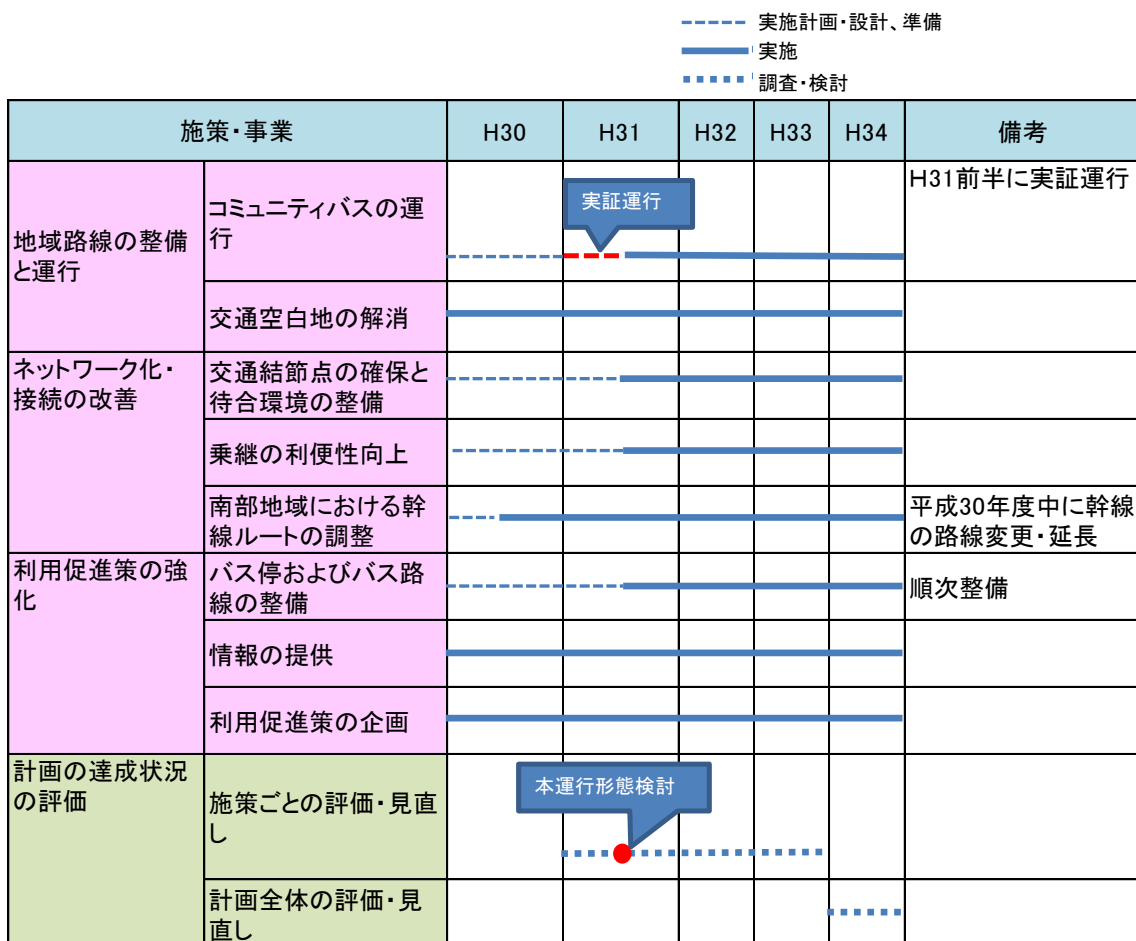 実施計画・設計、準備
実施
調査・検討
施策・事業
H30
H31
H32
H33
H34
備考
地域路線の整備
と運行
コミュニティバスの運
行
実証運行
H31前半に実証運行
交通空白地の解消
ネットワーク化・
接続の改善
交通結節点の確保と
待合環境の整備
乗継の利便性向上
南部地域における幹
線ルートの調整
平成30年度中に幹線
の路線変更・延長
利用促進策の強
化
バス停およびバス路
線の整備
順次整備
情報の提供
利用促進策の企画
計画の達成状況
の評価
施策ごとの評価・見直
し
本運行形態検討
計画全体の評価・見
直し